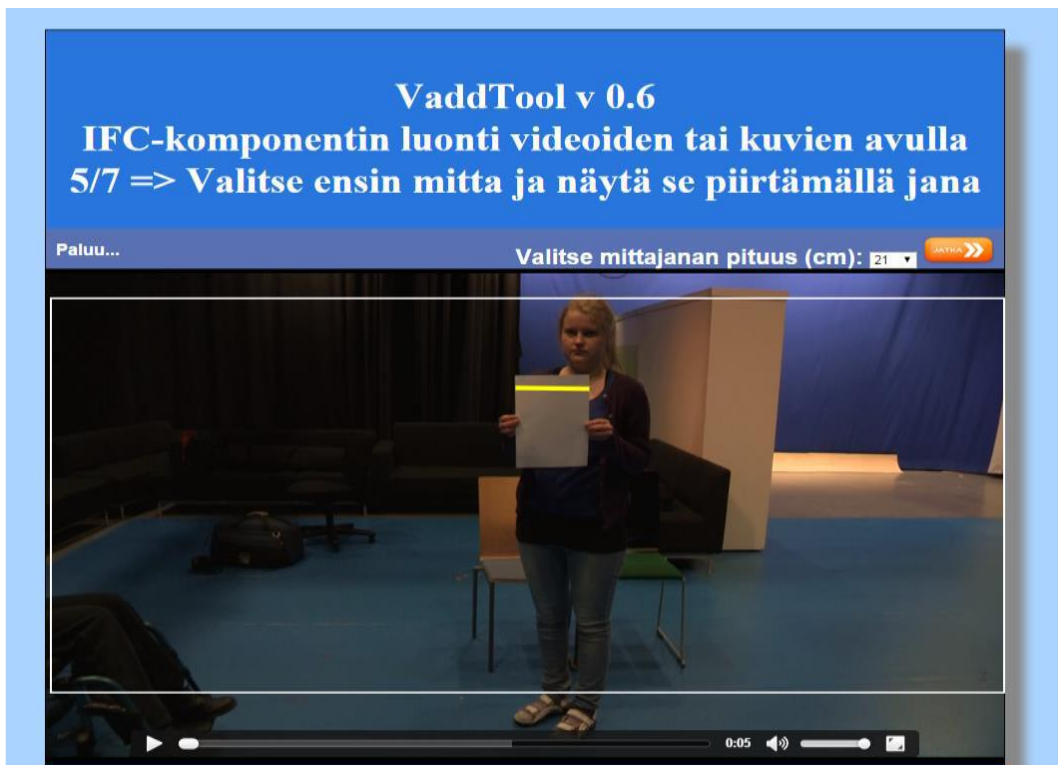 VaddTool v 0.6
IFC-komponentin luonti videoiden tai kuvien avulla
5/7 => Valitse ensin mitta ja näytä se piirtämällä jana
Paluu...
Valitse mittajanan pituus (cm): 21 JATKA
0:05